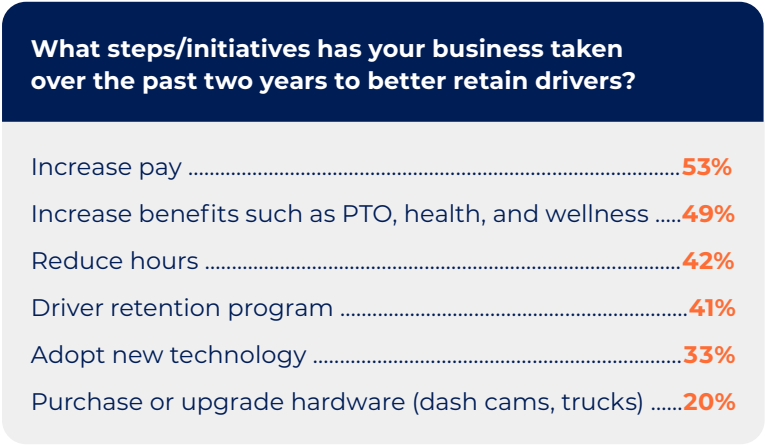 What steps/initiatives has your business taken
over the past two years to better retain drivers?
Increase pay ........................................................................................... 53%
Increase benefits such as PTO, health, and wellness ..... 49%
Reduce hours ........................................................................................ 42%
Driver retention program ................................................................ 41%
Adopt new technology .................................................................... 33%
Purchase or upgrade hardware (dash cams, trucks) ...... 20%